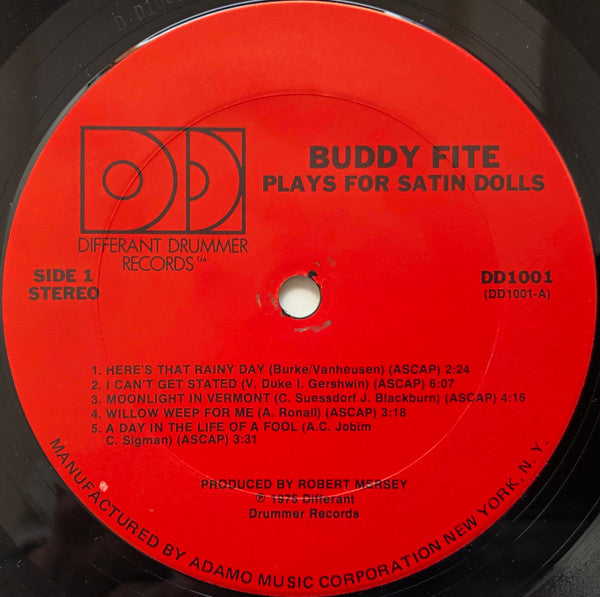 BUDDY FITE
PLAYS FOR SATIN DOLLS
DIFFERANT DRUMMER
RECORDS™
SIDE 1
STEREO
DD1001
(DD1001-A)
1. HERE'S THAT RAINY DAY (Burke/Vanheusen) (ASCAP) 2:24
2. I CAN'T GET STATED (V. Duke I. Gershwin) (ASCAP) 6:07
3. MOONLIGHT IN VERMONT (C. Suessdorf J. Blackburn) (ASCAP) 4:16
4. WILLOW WEEP FOR ME (A. Ronall) (ASCAP) 3:18
5. A DAY IN THE LIFE OF A FOOL (A.C. Jobim
C. Sigman) (ASCAP) 3:31
PRODUCED BY ROBERT MERSEY
℗ 1975 Differant
Drummer Records
MANUFACTURED BY ADAMO MUSIC CORPORATION NEW YORK, N.Y.